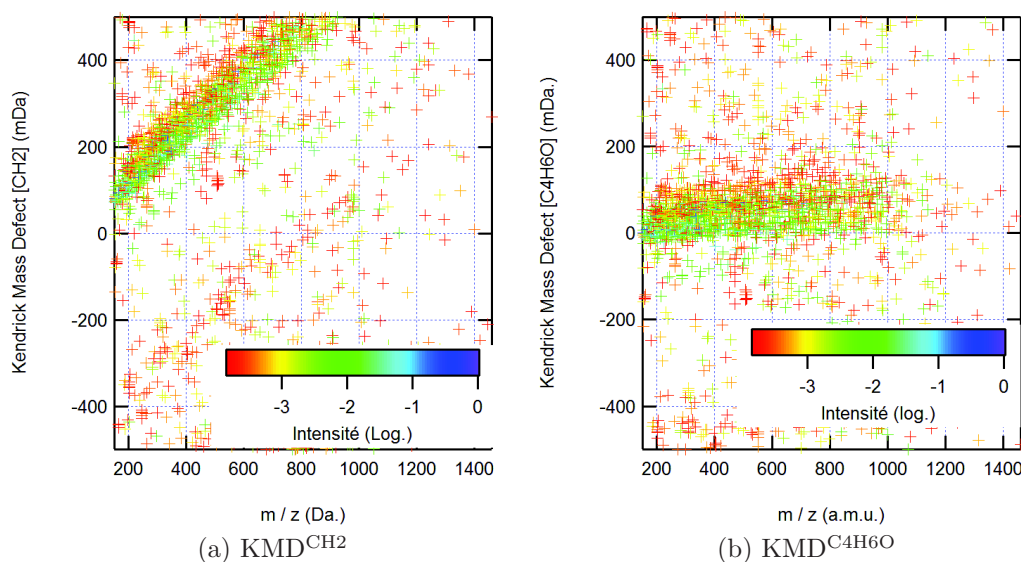 Kendrick Mass Defect [CH2] (mDa)
400
200
0
-200
-400
200 400 600 800 1000 1200 1400
m / z (Da.)
-3 -2 -1 0
Intensité (Log.)
(a) KMD^CH2
Kendrick Mass Defect [C4H6O] (mDa.)
400
200
0
-200
-400
200 400 600 800 1000 1200 1400
m / z (a.m.u.)
-3 -2 -1 0
Intensité (log.)
(b) KMD^C4H6O